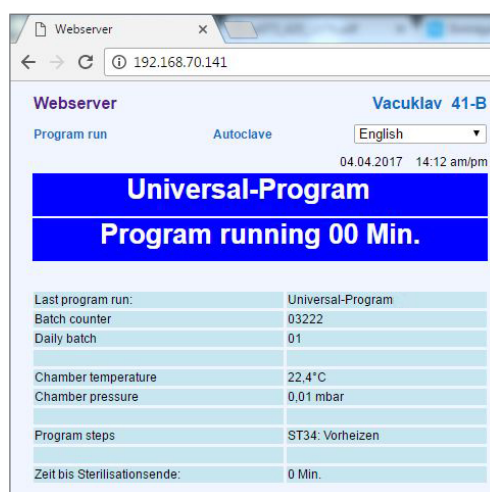 Webserver
192.168.70.141
Webserver Vacuklav 41-B
Program run Autoclave English
04.04.2017 14:12 am/pm
Universal-Program
Program running 00 Min.
Last program run: Universal-Program
Batch counter 03222
Daily batch 01
Chamber temperature 22,4°C
Chamber pressure 0,01 mbar
Program steps ST34: Vorheizen
Zeit bis Sterilisationsende: 0 Min.